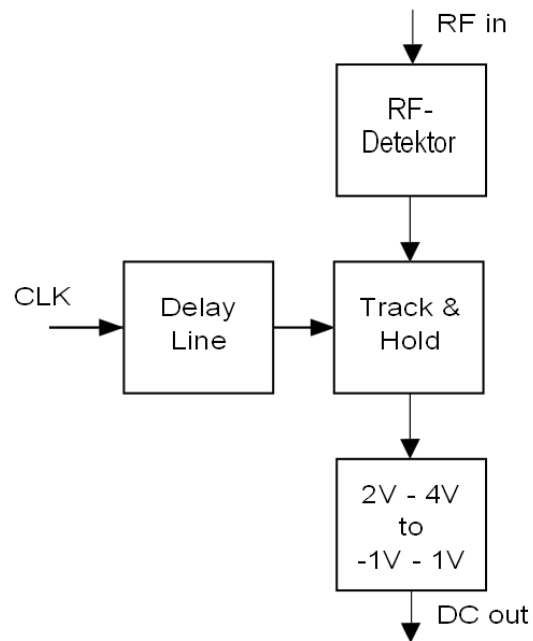 RF in
RF-
Detektor
CLK
Delay
Line
Track &
Hold
2V - 4V
to
-1V - 1V
DC out